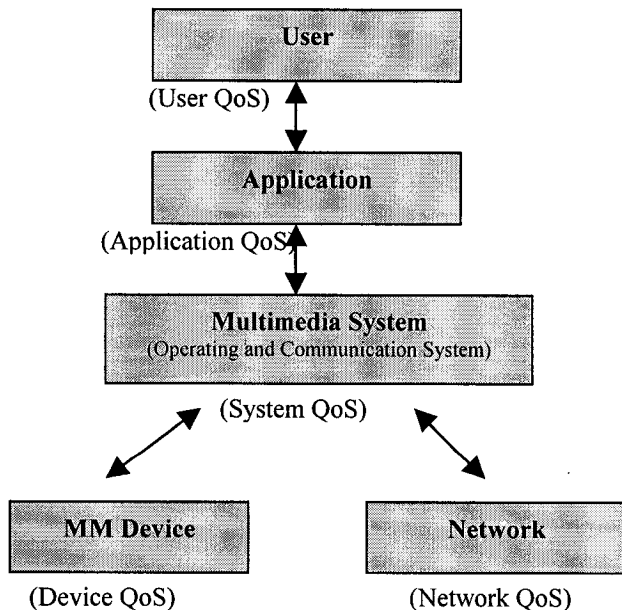 User
(User QoS)
Application
(Application QoS)
Multimedia System
(Operating and Communication System)
(System QoS)
MM Device
Network
(Device QoS)
(Network QoS)